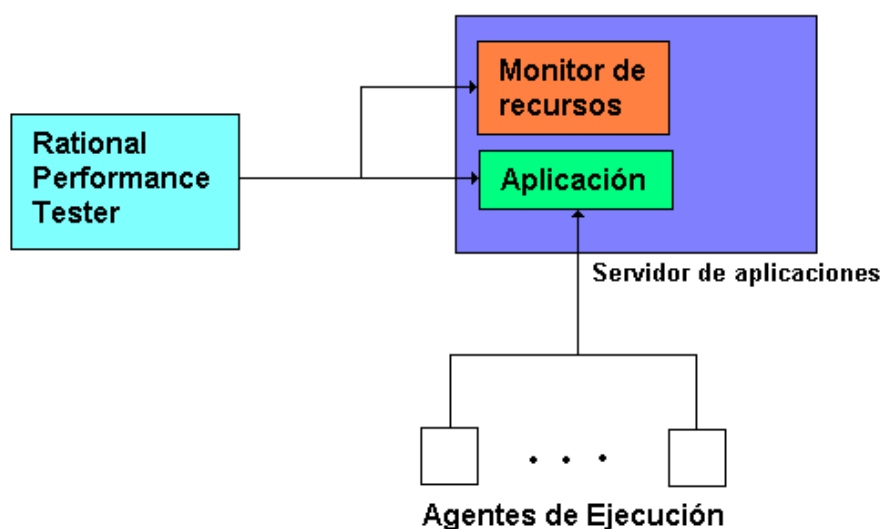 Monitor de
recursos
Rational
Performance
Tester
Aplicación
Servidor de aplicaciones
Agentes de Ejecución